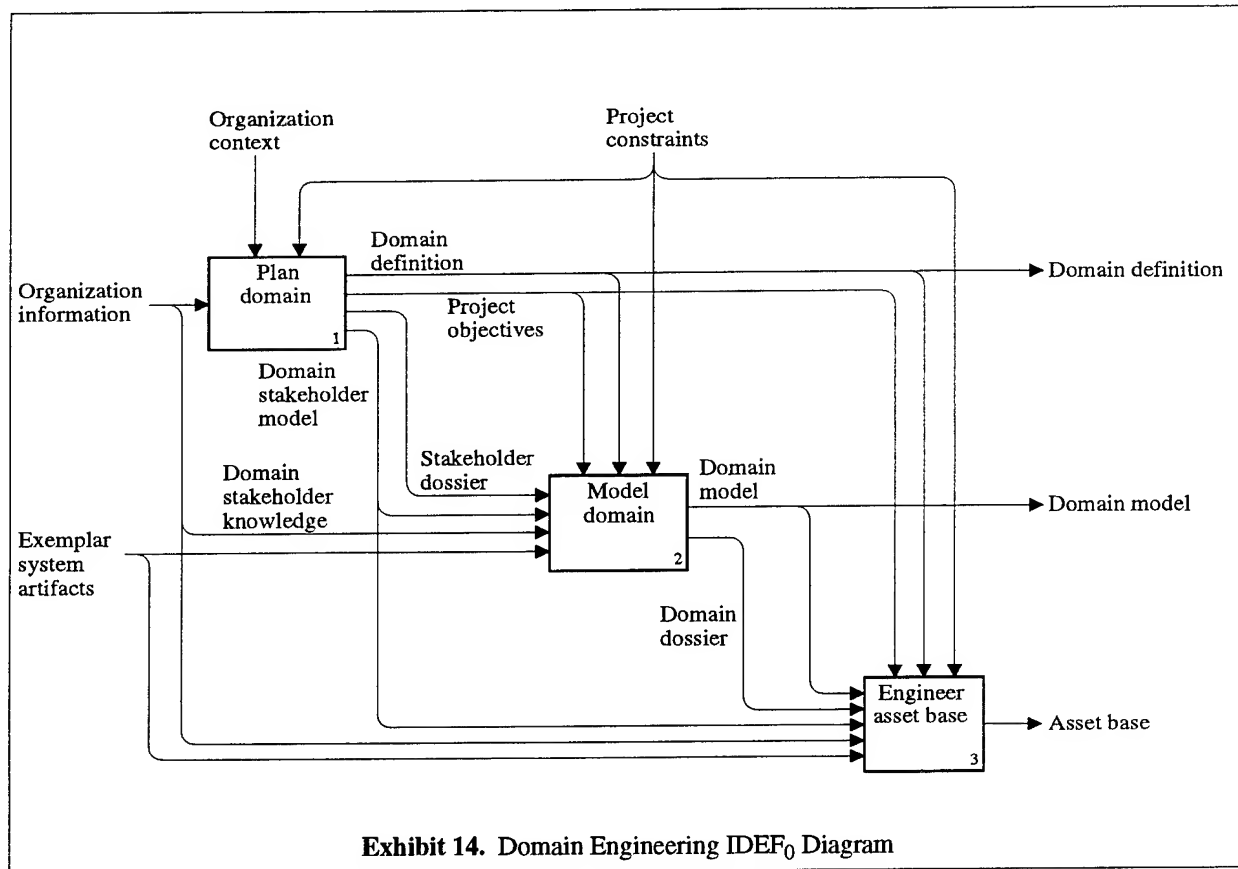 Organization
context
Project
constraints
Domain
definition
Plan
domain
1
Domain definition
Organization
information
Project
objectives
Domain
stakeholder
model
Stakeholder
dossier
Domain
stakeholder
knowledge
Model
domain
2
Domain
model
Domain model
Exemplar
system
artifacts
Domain
dossier
Engineer
asset base
3
Asset base
Exhibit 14. Domain Engineering IDEF0 Diagram